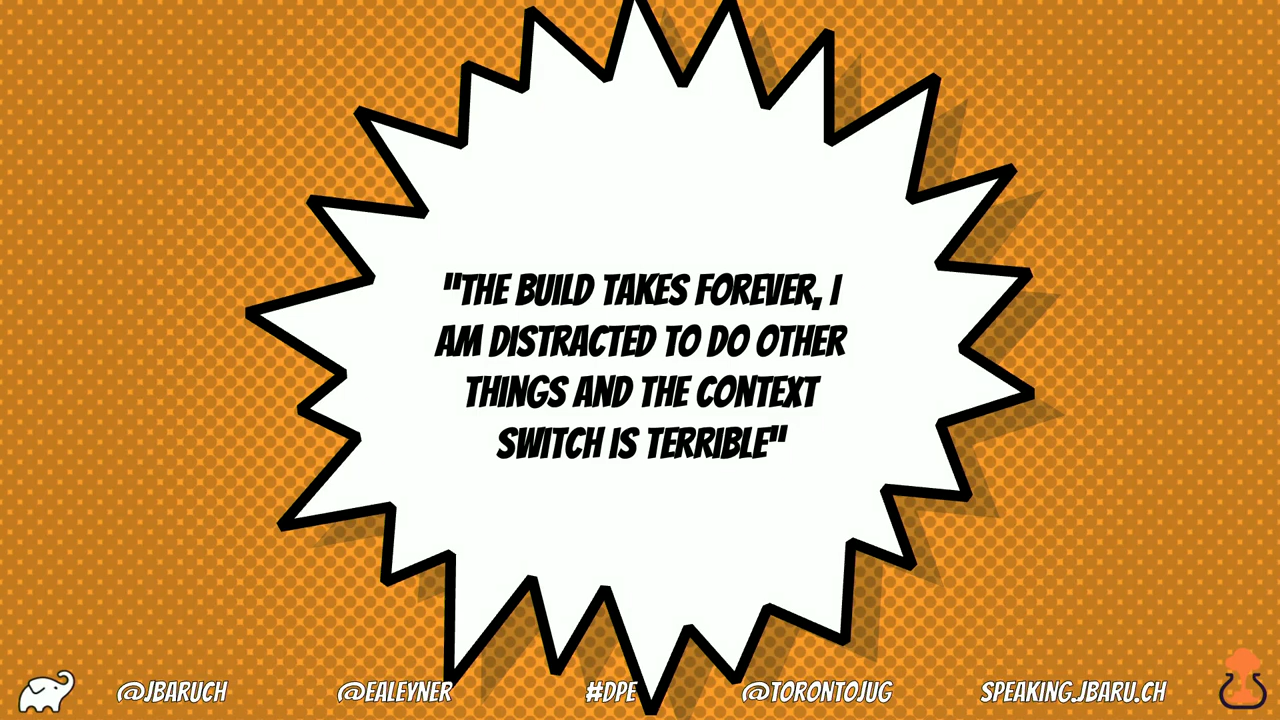 "THE BUILD TAKES FOREVER, I
AM DISTRACTED TO DO OTHER
THINGS AND THE CONTEXT
SWITCH IS TERRIBLE"
@JBARUCH @EALEYNER #DPE @TORONTOJUG SPEAKING.JBARU.CH